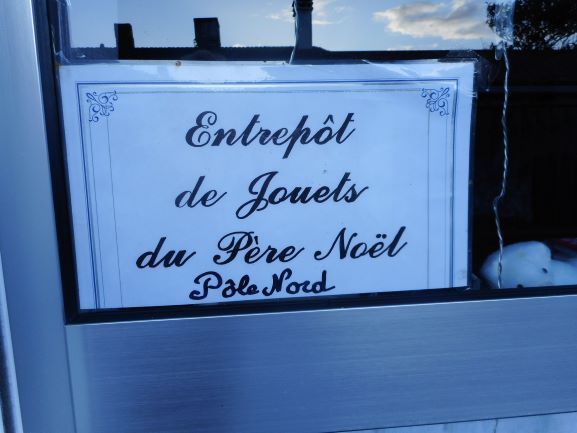 Entrepôt
de Jouets
du Père Noël
Pôle Nord